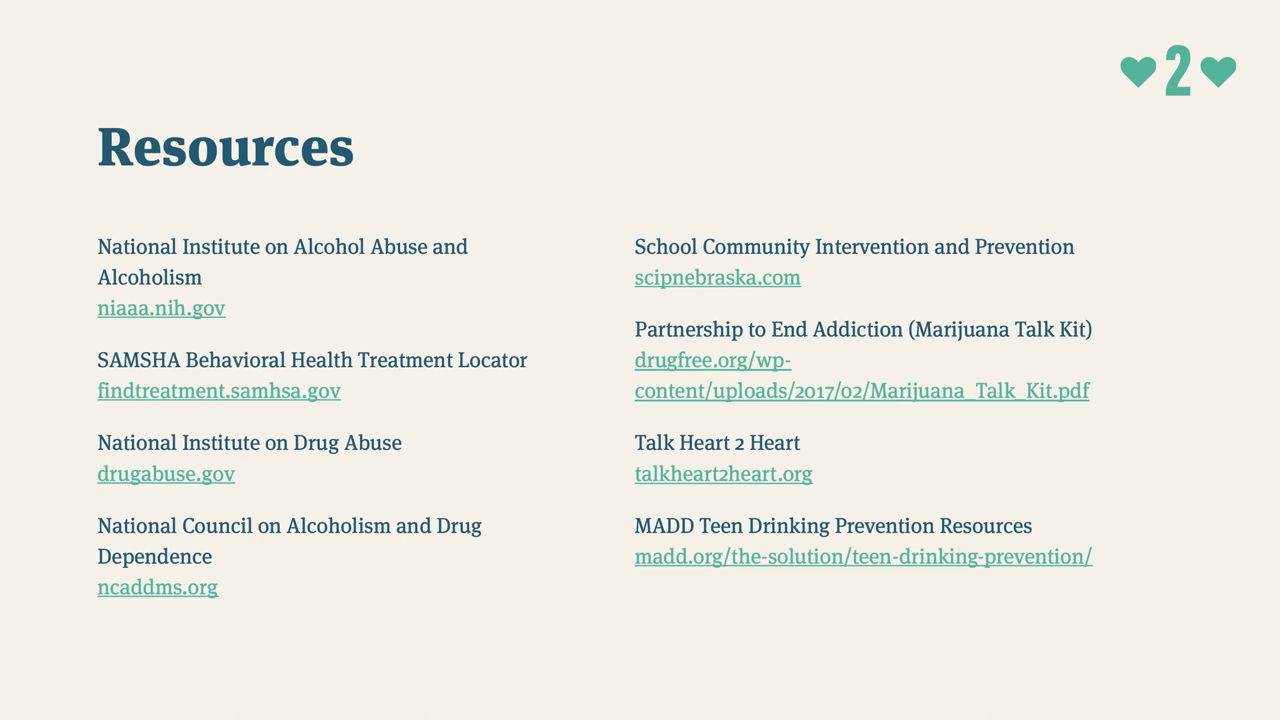 2
Resources
National Institute on Alcohol Abuse and
Alcoholism
niaaa.nih.gov
SAMSHA Behavioral Health Treatment Locator
findtreatment.samhsa.gov
National Institute on Drug Abuse
drugabuse.gov
National Council on Alcoholism and Drug
Dependence
ncaddms.org
School Community Intervention and Prevention
scipnebraska.com
Partnership to End Addiction (Marijuana Talk Kit)
drugfree.org/wp-
content/uploads/2017/02/Marijuana_Talk_Kit.pdf
Talk Heart 2 Heart
talkheart2heart.org
MADD Teen Drinking Prevention Resources
madd.org/the-solution/teen-drinking-prevention/